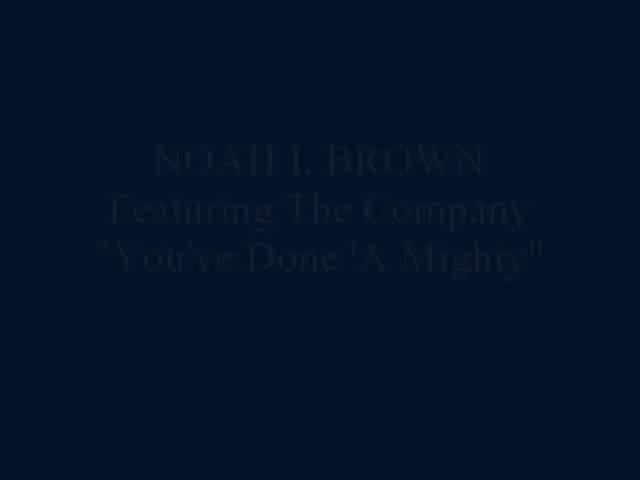 NOAH I. BROWN
Featuring The Company
"You've Done 'A Mighty"